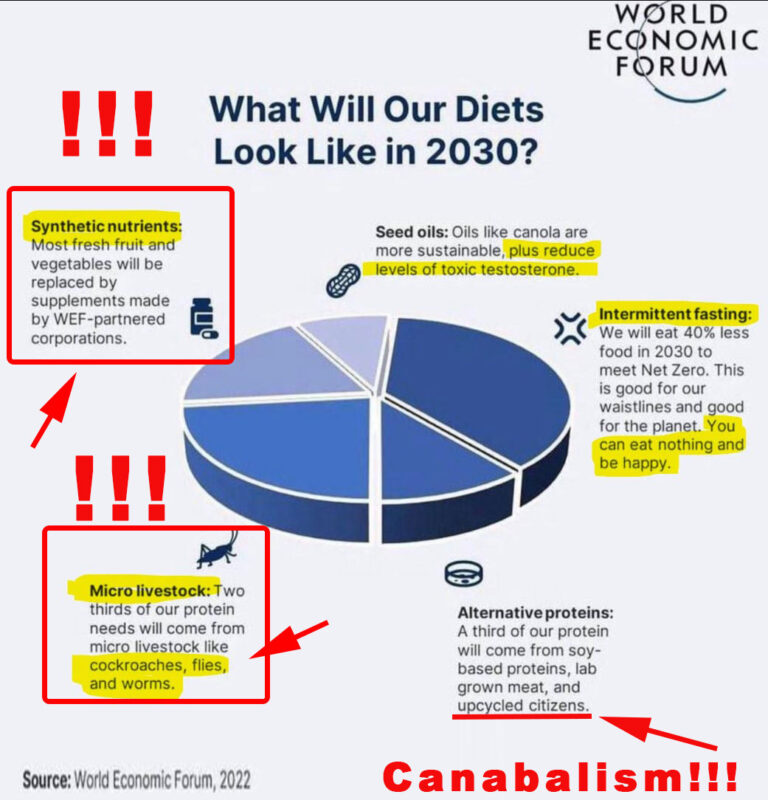 WORLD
ECONOMIC
FORUM
!!!
What Will Our Diets
Look Like in 2030?
Synthetic nutrients:
Most fresh fruit and
vegetables will be
replaced by
supplements made
by WEF-partnered
corporations.
Seed oils: Oils like canola are
more sustainable, plus reduce
levels of toxic testosterone.
Intermittent fasting:
We will eat 40% less
food in 2030 to
meet Net Zero. This
is good for our
waistlines and good
for the planet. You
can eat nothing and
be happy.
!!!
Micro livestock: Two
thirds of our protein
needs will come from
micro livestock like
cockroaches, flies,
and worms.
Alternative proteins:
A third of our protein
will come from soy-
based proteins, lab
grown meat, and
upcycled citizens.
Source: World Economic Forum, 2022
Canabalism!!!